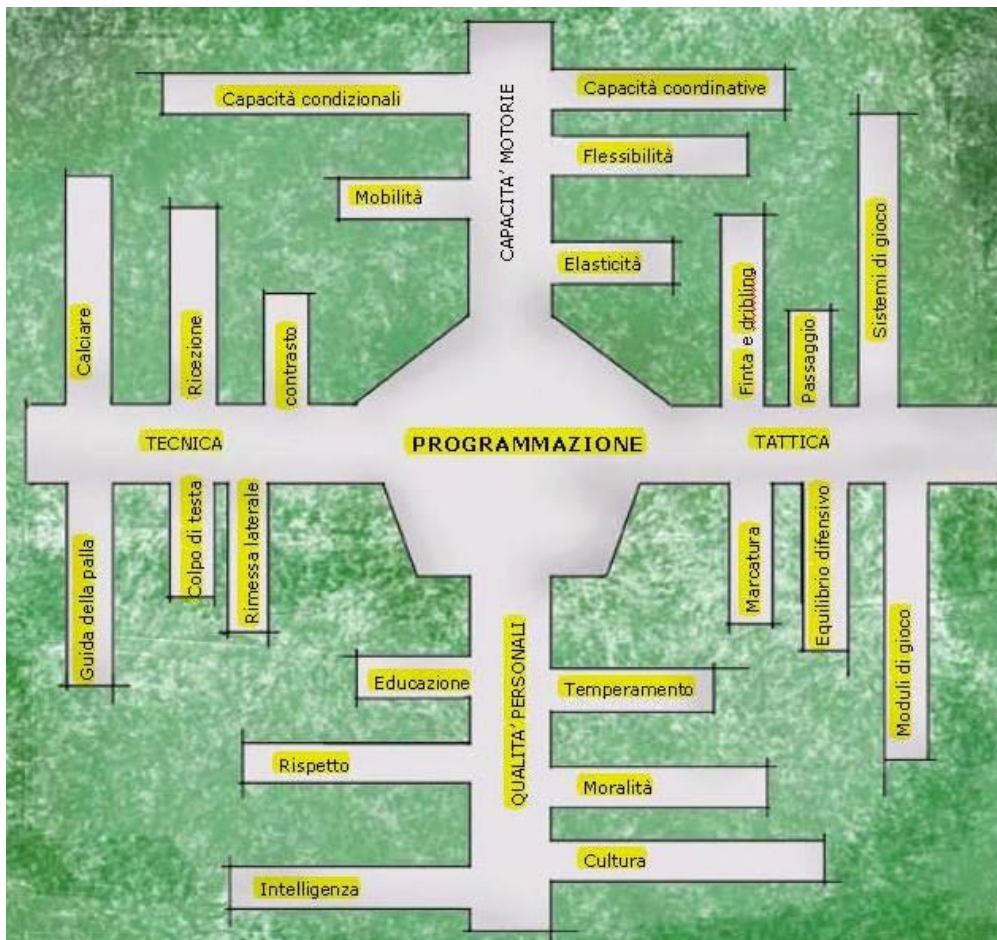 Capacità condizionali
Capacità coordinative
Flessibilità
Mobilità
Elasticità
CAPACITA’ MOTORIE
Calciare
Ricezione
contrasto
Finta e dribling
Passaggio
Sistemi di gioco
TECNICA
PROGRAMMAZIONE
TATTICA
Guida della palla
Colpo di testa
Rimessa laterale
Marcatura
Equilibrio difensivo
Moduli di gioco
QUALITA’ PERSONALI
Educazione
Temperamento
Rispetto
Moralità
Cultura
Intelligenza